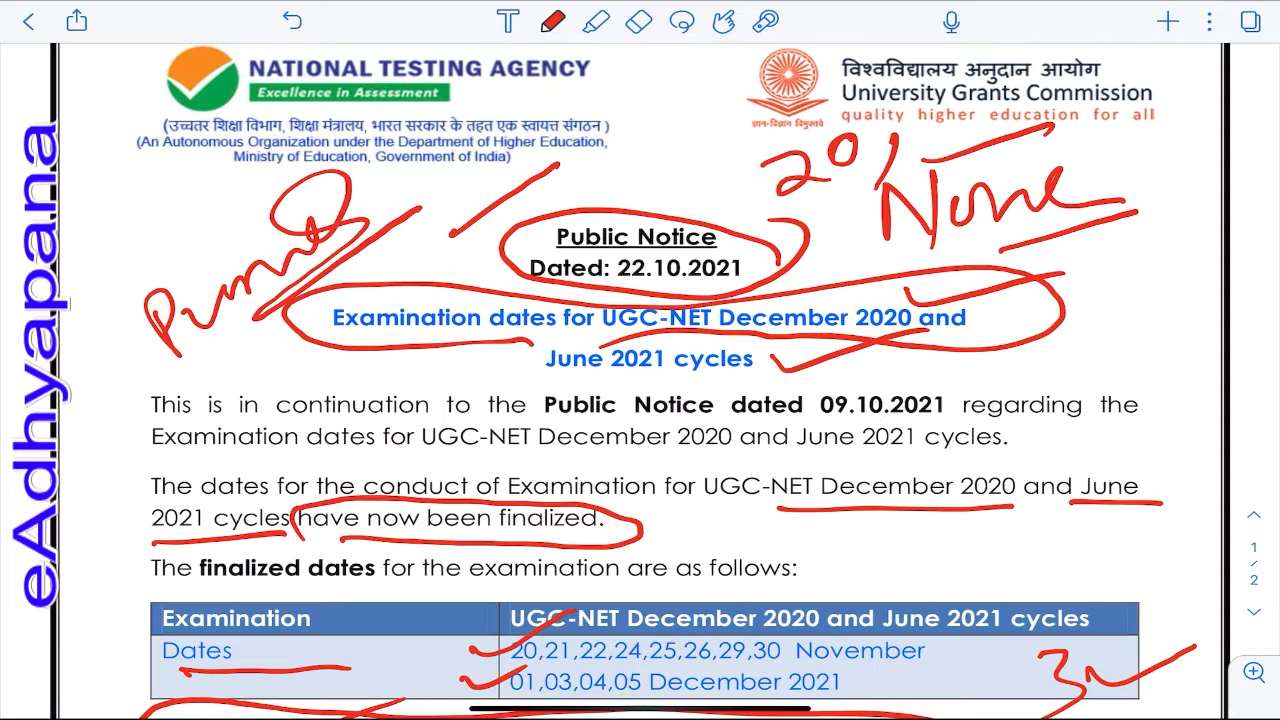 NATIONAL TESTING AGENCY
Excellence in Assessment
(उच्चतर शिक्षा विभाग, शिक्षा मंत्रालय, भारत सरकार के तहत एक स्वायत्त संगठन )
(An Autonomous Organization under the Department of Higher Education,
Ministry of Education, Government of India)
विश्वविद्यालय अनुदान आयोग
University Grants Commission
quality higher education for all
ज्ञान-विज्ञान विमुक्तये
20,
None
Public Notice
Dated: 22.10.2021
Examination dates for UGC-NET December 2020 and
June 2021 cycles
This is in continuation to the Public Notice dated 09.10.2021 regarding the
Examination dates for UGC-NET December 2020 and June 2021 cycles.
The dates for the conduct of Examination for UGC-NET December 2020 and June
2021 cycles have now been finalized.
The finalized dates for the examination are as follows:
Examination UGC-NET December 2020 and June 2021 cycles
Dates 20,21,22,24,25,26,29,30 November
01,03,04,05 December 2021
3
eAdhyapana
T
1
/
2